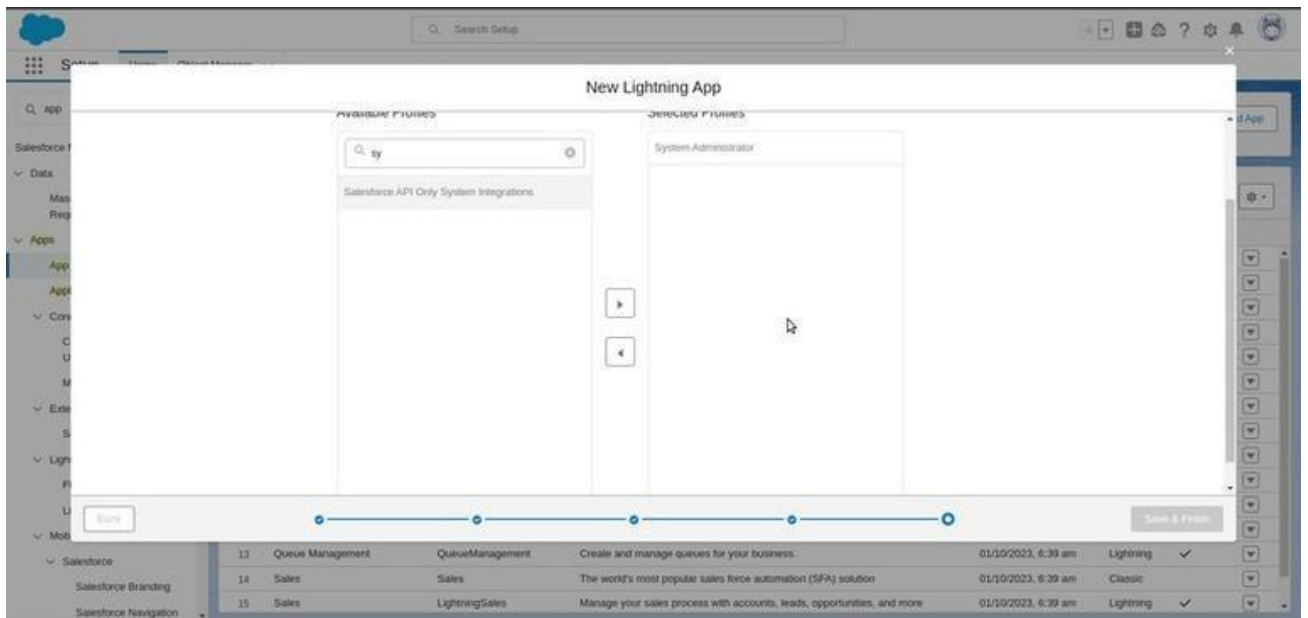 Search Setup
New Lightning App
app
Available Profiles
Selected Profiles
sy
System Administrator
Salesforce API Only System Integrations
Data
Apps
App
Salesforce
Salesforce Branding
Salesforce Navigation
Back
Save & Finish
13 Queue Management QueueManagement Create and manage queues for your business. 01/10/2023, 6:39 am Lightning
14 Sales Sales The world's most popular sales force automation (SFA) solution 01/10/2023, 6:39 am Classic
15 Sales LightningSales Manage your sales process with accounts, leads, opportunities, and more 01/10/2023, 6:39 am Lightning